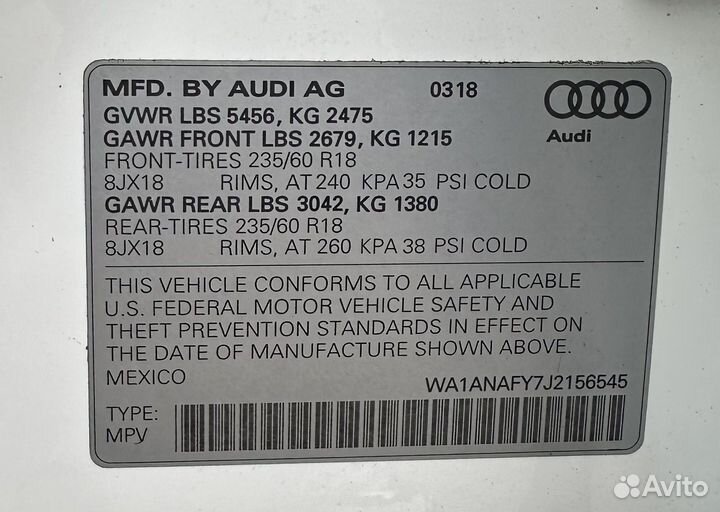 MFD. BY AUDI AG 0318
GVWR LBS 5456, KG 2475
GAWR FRONT LBS 2679, KG 1215
FRONT-TIRES 235/60 R18
8JX18 RIMS, AT 240 KPA 35 PSI COLD
GAWR REAR LBS 3042, KG 1380
REAR-TIRES 235/60 R18
8JX18 RIMS, AT 260 KPA 38 PSI COLD
Audi
THIS VEHICLE CONFORMS TO ALL APPLICABLE
U.S. FEDERAL MOTOR VEHICLE SAFETY AND
THEFT PREVENTION STANDARDS IN EFFECT ON
THE DATE OF MANUFACTURE SHOWN ABOVE.
MEXICO WA1ANAFY7J2156545
TYPE:
MPV
Avito